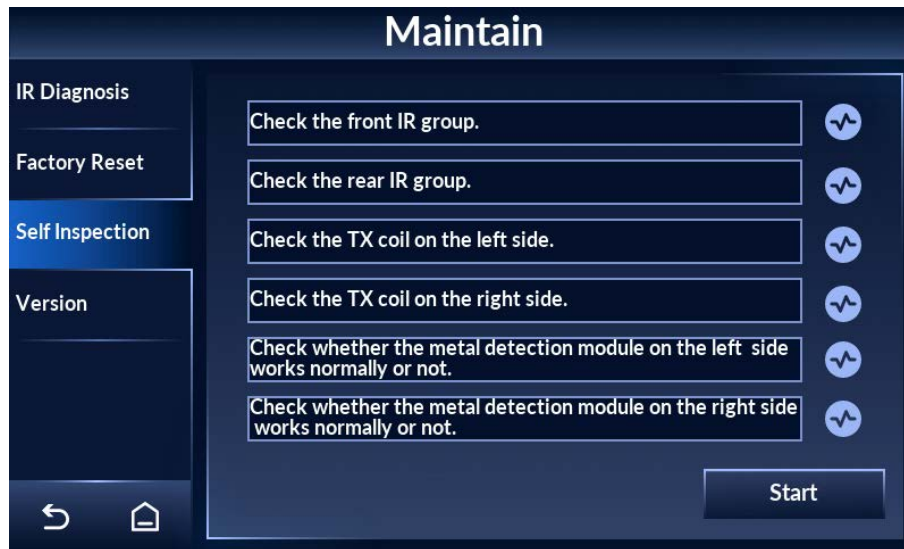 Maintain
IR Diagnosis
Factory Reset
Self Inspection
Version
Check the front IR group.
Check the rear IR group.
Check the TX coil on the left side.
Check the TX coil on the right side.
Check whether the metal detection module on the left side
works normally or not.
Check whether the metal detection module on the right side
works normally or not.
Start